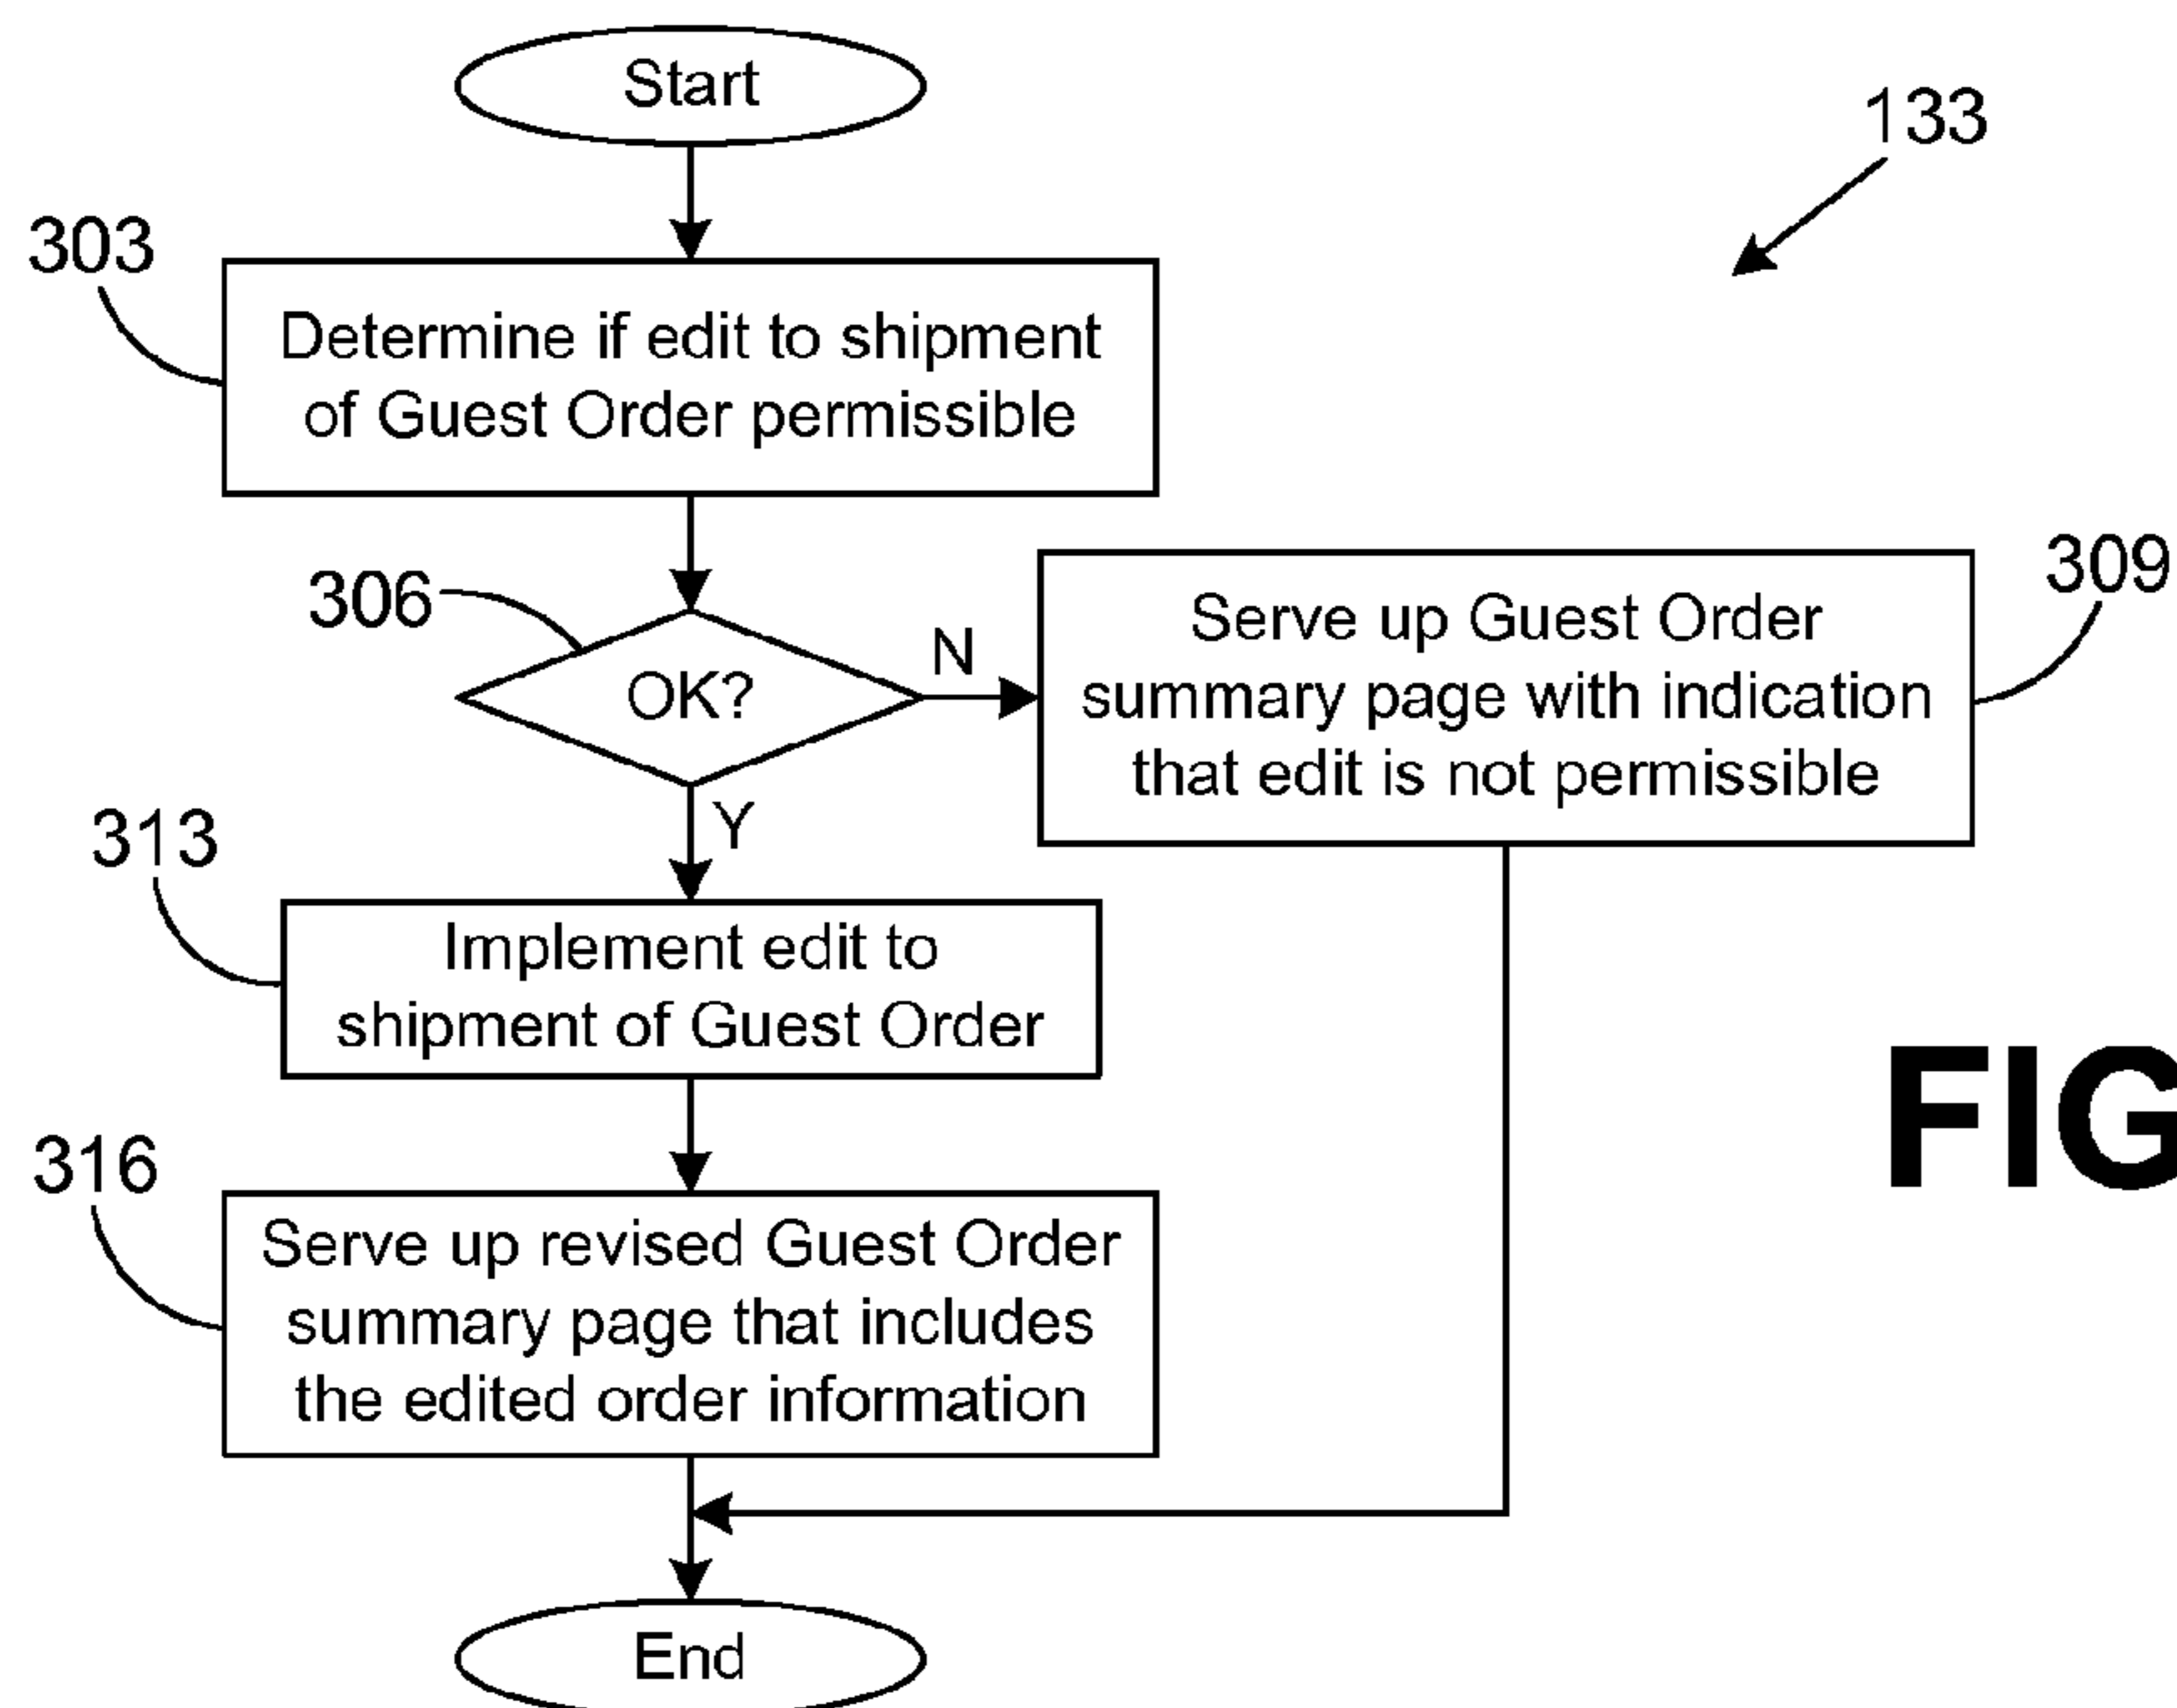 Start
133
303
Determine if edit to shipment
of Guest Order permissible
306
OK?
N
309
Serve up Guest Order
summary page with indication
that edit is not permissible
Y
313
Implement edit to
shipment of Guest Order
FIG
316
Serve up revised Guest Order
summary page that includes
the edited order information
End